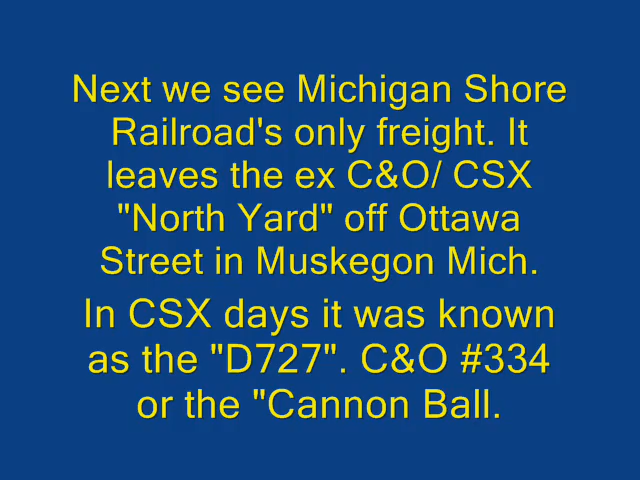 Next we see Michigan Shore
Railroad's only freight. It
leaves the ex C&O/ CSX
"North Yard" off Ottawa
Street in Muskegon Mich.
In CSX days it was known
as the "D727". C&O #334
or the "Cannon Ball.